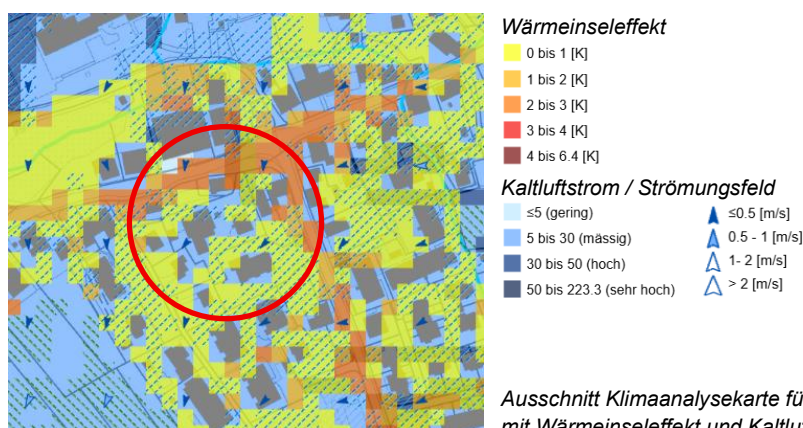 Wärmeinseleffekt
0 bis 1 [K]
1 bis 2 [K]
2 bis 3 [K]
3 bis 4 [K]
4 bis 6.4 [K]
Kaltluftstrom / Strömungsfeld
≤5 (gering)
5 bis 30 (mässig)
30 bis 50 (hoch)
50 bis 223.3 (sehr hoch)
≤0.5 [m/s]
0.5 - 1 [m/s]
1- 2 [m/s]
> 2 [m/s]
Ausschnitt Klimaanalysekarte fü
mit Wärmeinseleffekt und Kaltluf